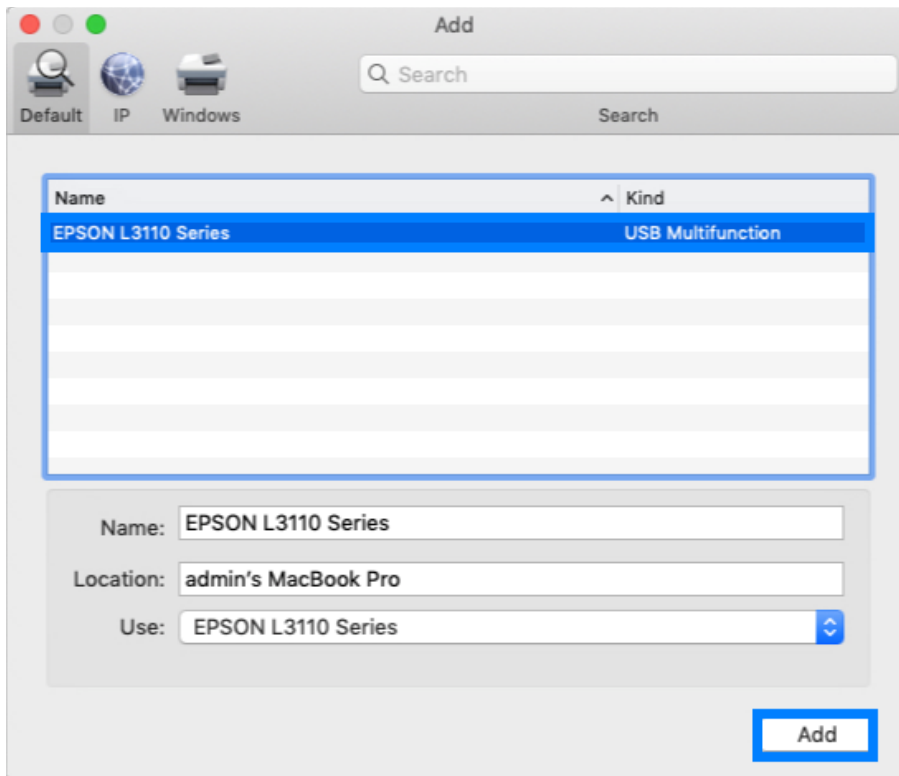 Add
Search
Default IP Windows
Search
Name Kind
EPSON L3110 Series USB Multifunction
Name: EPSON L3110 Series
Location: admin's MacBook Pro
Use: EPSON L3110 Series
Add